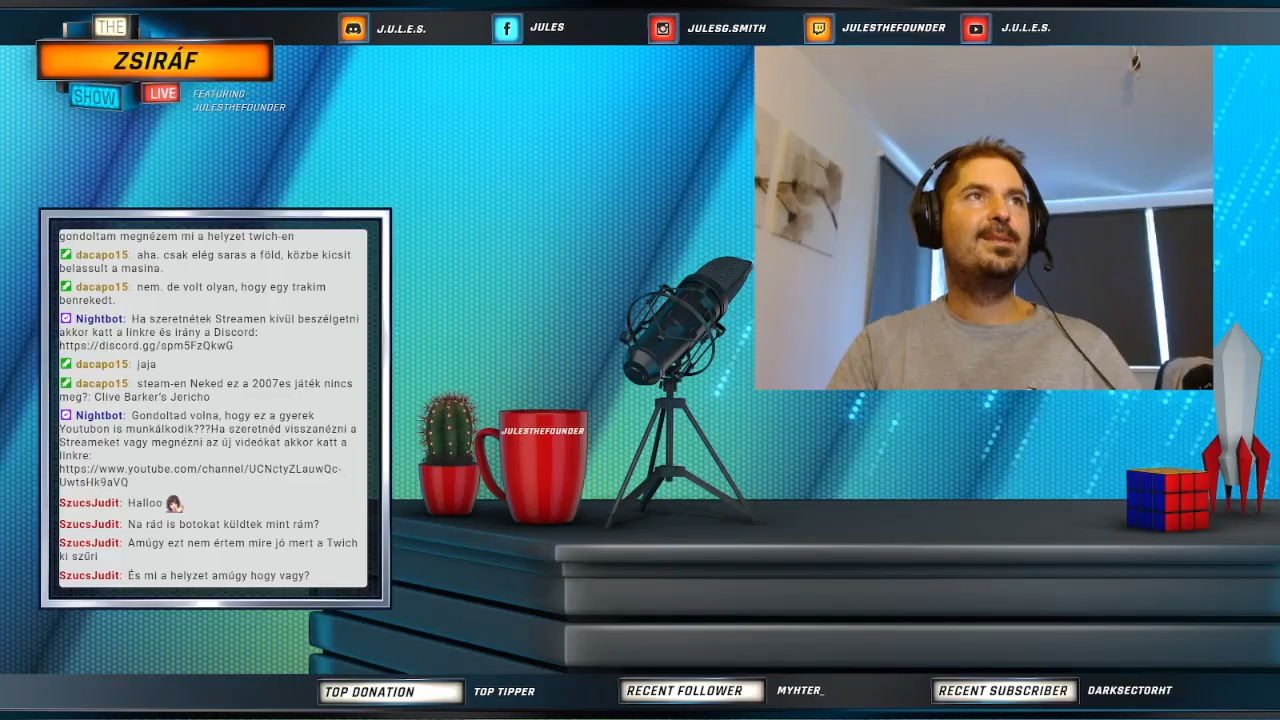 THE
ZSIRÁF
SHOW
LIVE
FEATURING
JULESTHEFOUNDER
J.U.L.E.S.
JULES
JULESG.SMITH
JULESTHEFOUNDER
J.U.L.E.S.
gondoltam megnézem mi a helyzet twich-en
dacapo15: aha. csak elég saras a föld, közbe kicsit
belassult a masina.
dacapo15: nem. de volt olyan, hogy egy trakim
benrekedt.
Nightbot: Ha szeretnétek Streamen kívül beszélgetni
akkor katt a linkre és irány a Discord:
https://discord.gg/spm5FzQkwG
dacapo15: jaja
dacapo15: steam-en Neked ez a 2007es játék nincs
meg?: Clive Barker's Jericho
Nightbot: Gondoltad volna, hogy ez a gyerek
Youtubon is munkálkodik???Ha szeretnéd visszanézni a
Streameket vagy megnézni az új videókat akkor katt a
linkre:
https://www.youtube.com/channel/UCNctyZLauwQc-
UwtsHk9aVQ
SzucsJudit: Halloo
SzucsJudit: Na rád is botokat küldtek mint rám?
SzucsJudit: Amúgy ezt nem értem mire jó mert a Twich
ki szűri
SzucsJudit: És mi a helyzet amúgy hogy vagy?
JULESTHEFOUNDER
TOP DONATION
TOP TIPPER
RECENT FOLLOWER
MYHTER_
RECENT SUBSCRIBER
DARKSECTORHT